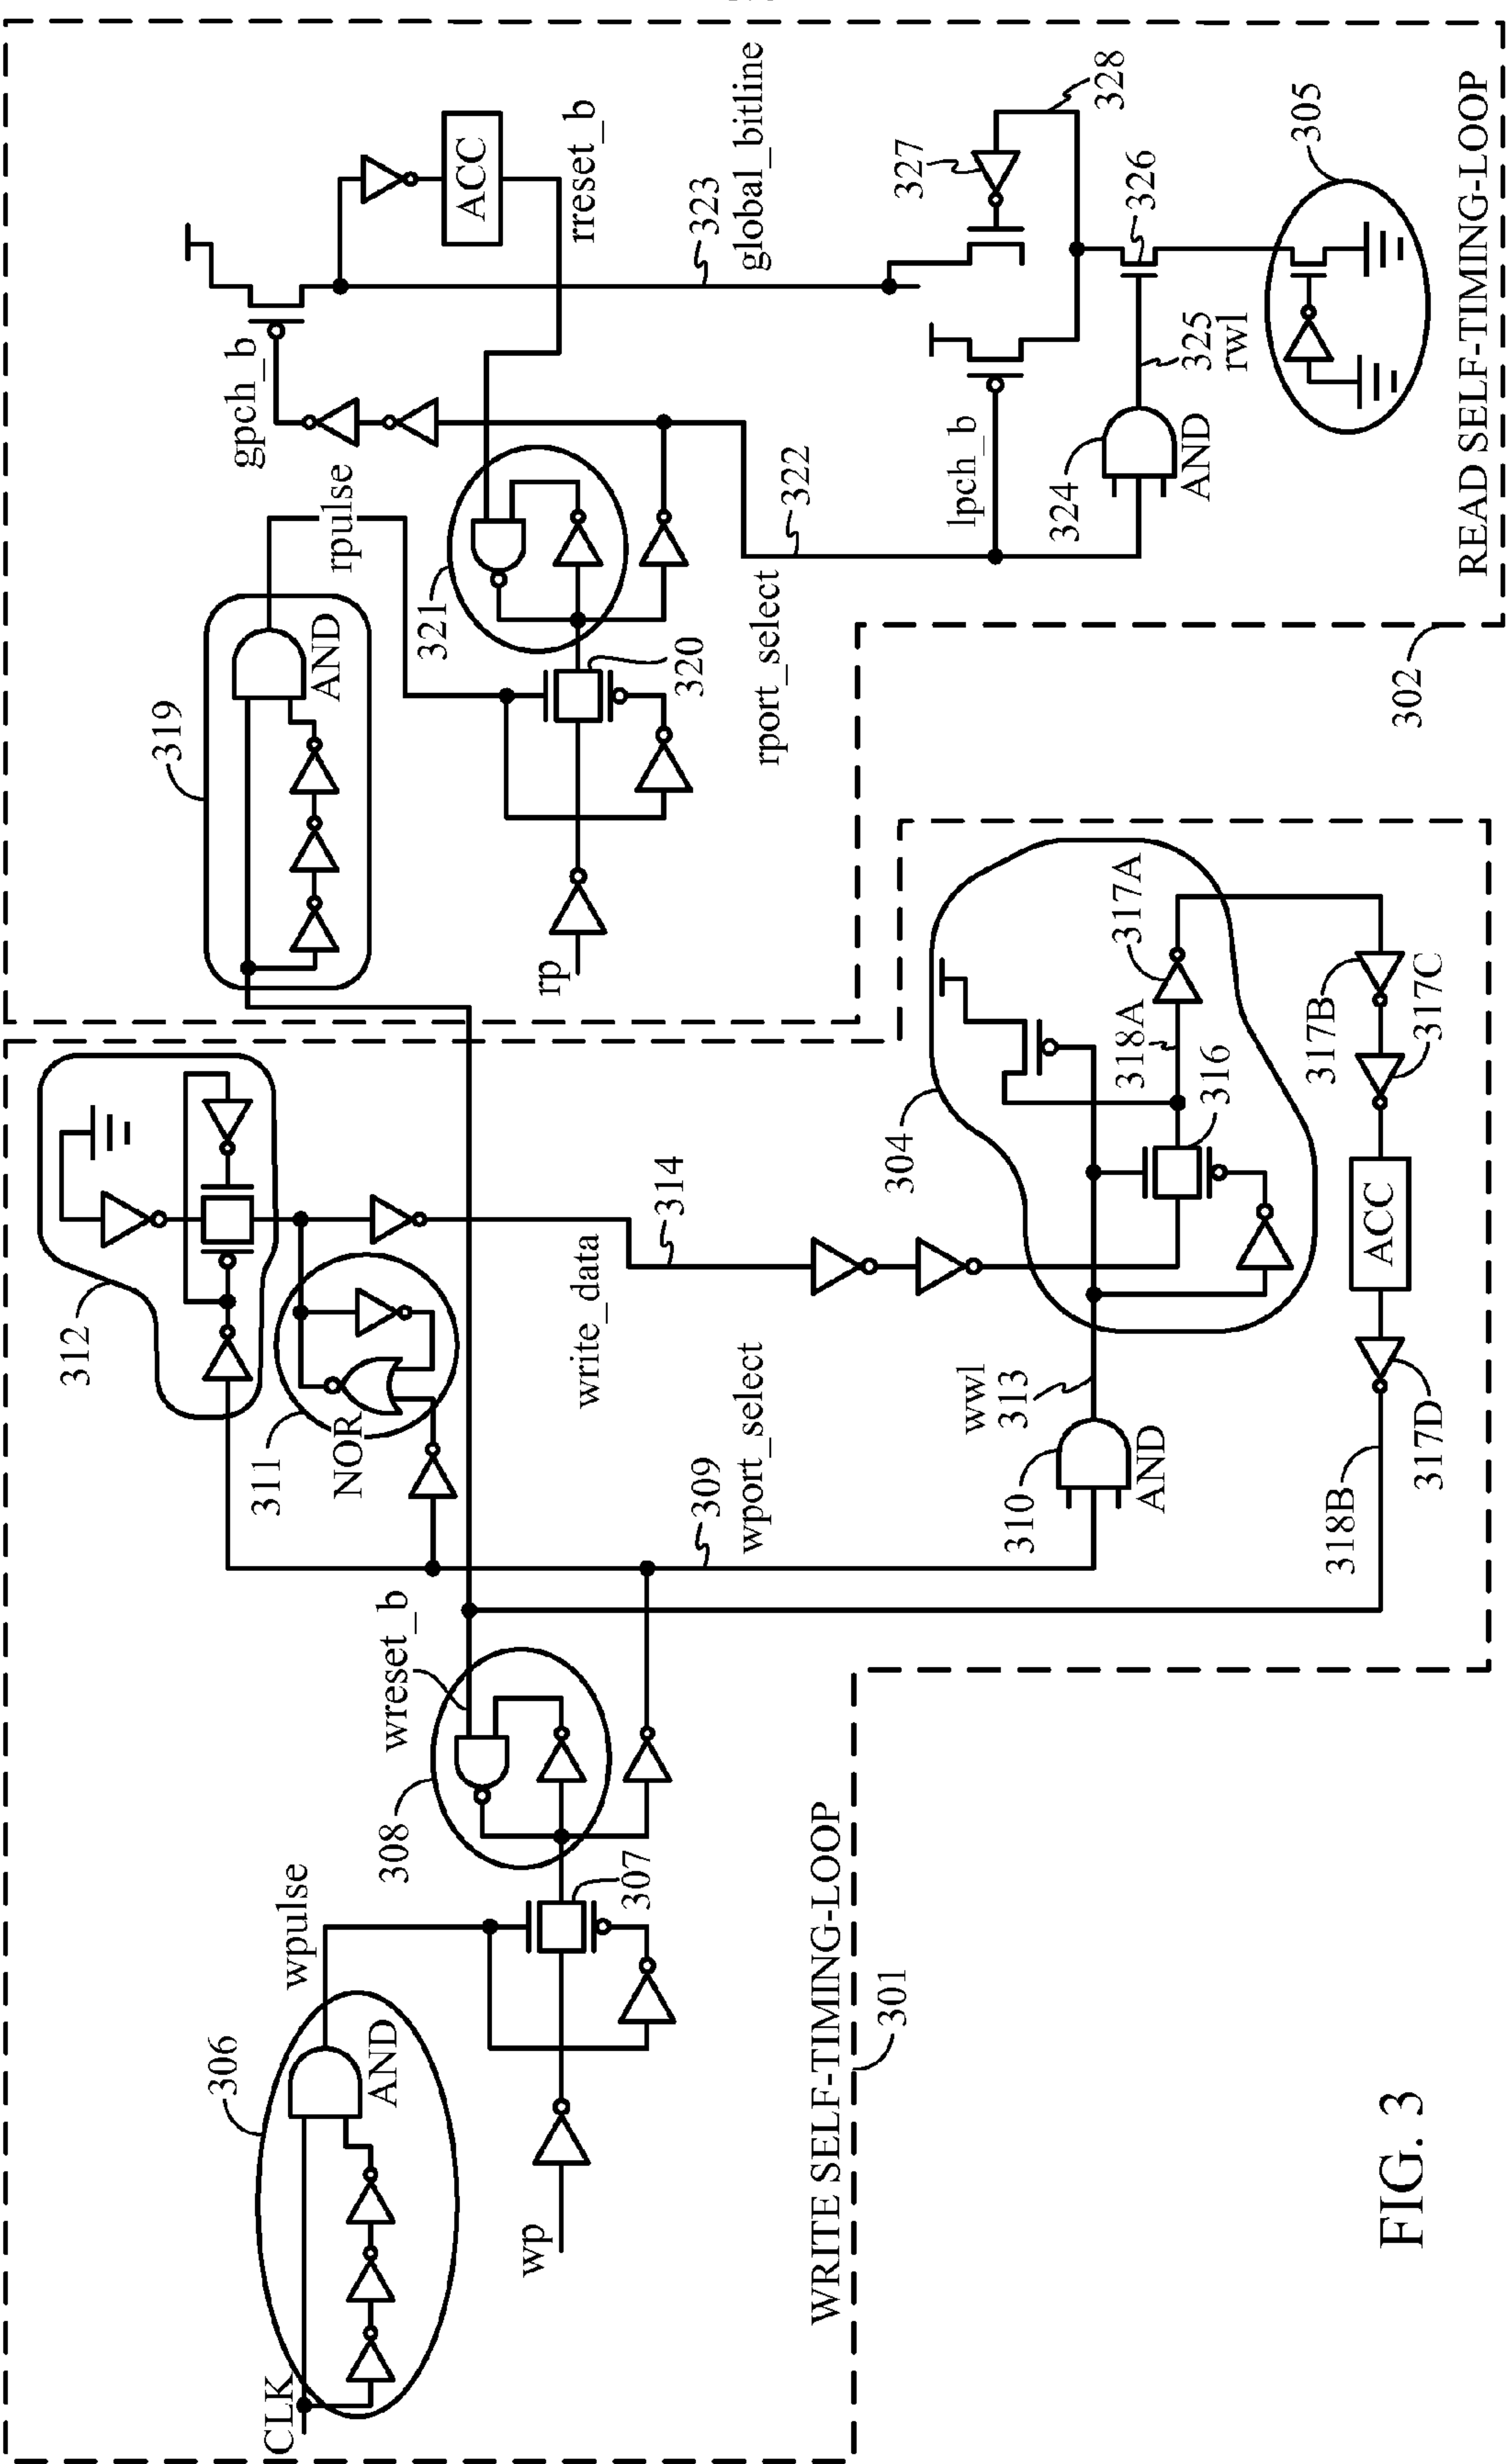 CLK
306
AND
wpulse
wp
307
308
wreset_b
WRITE SELF-TIMING-LOOP
301
312
311
NOR
write_data
314
309
wport_select
310
AND
wwl
313
304
316
318A
317A
317B
317C
ACC
317D
318B
319
AND
rpulse
rp
320
321
rport_select
322
gpch_b
ACC
rreset_b
323
global_bitline
lpch_b
324
AND
325
rwl
326
327
328
305
READ SELF-TIMING-LOOP
302
FIG. 3